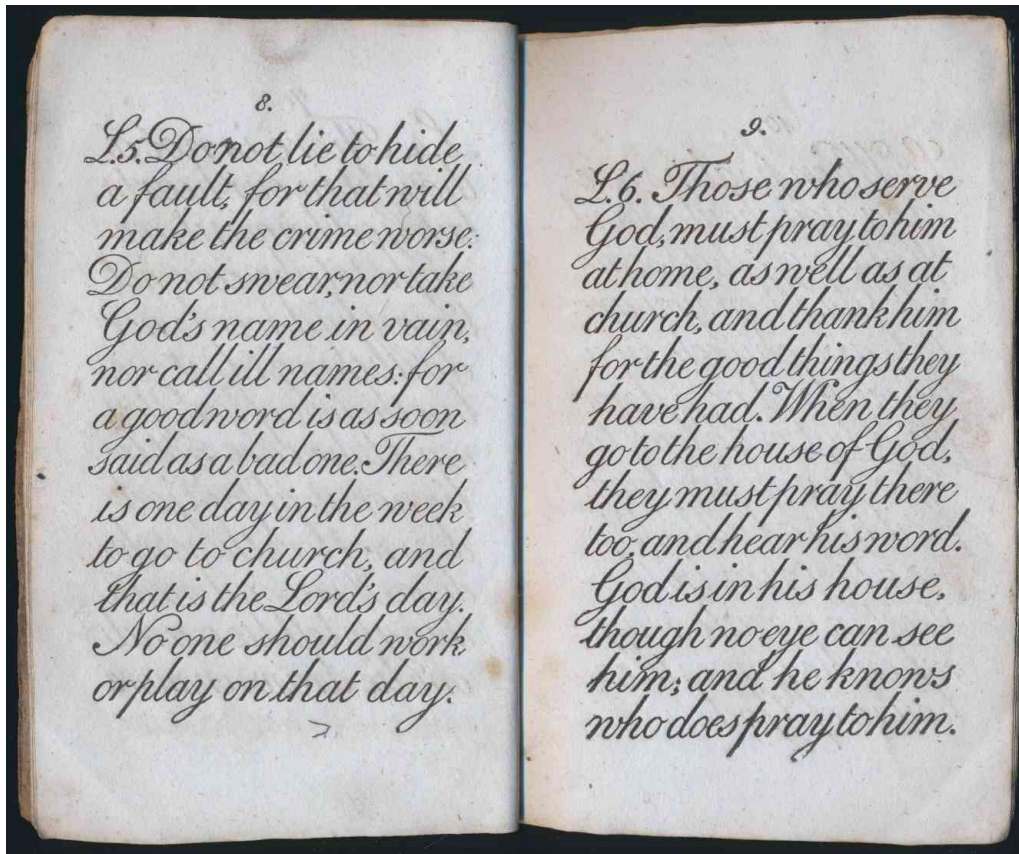 8.
L.5. Do not lie to hide
a fault, for that will
make the crime worse.
Do not swear, nor take
God's name in vain,
nor call ill names: for
a good word is as soon
said as a bad one. There
is one day in the week
to go to church, and
that is the Lord's day.
No one should work
or play on that day.
9.
L.6. Those who serve
God, must pray to him
at home, as well as at
church, and thank him
for the good things they
have had. When they
go to the house of God,
they must pray there
too, and hear his word.
God is in his house,
though no eye can see
him; and he knows
who does pray to him.